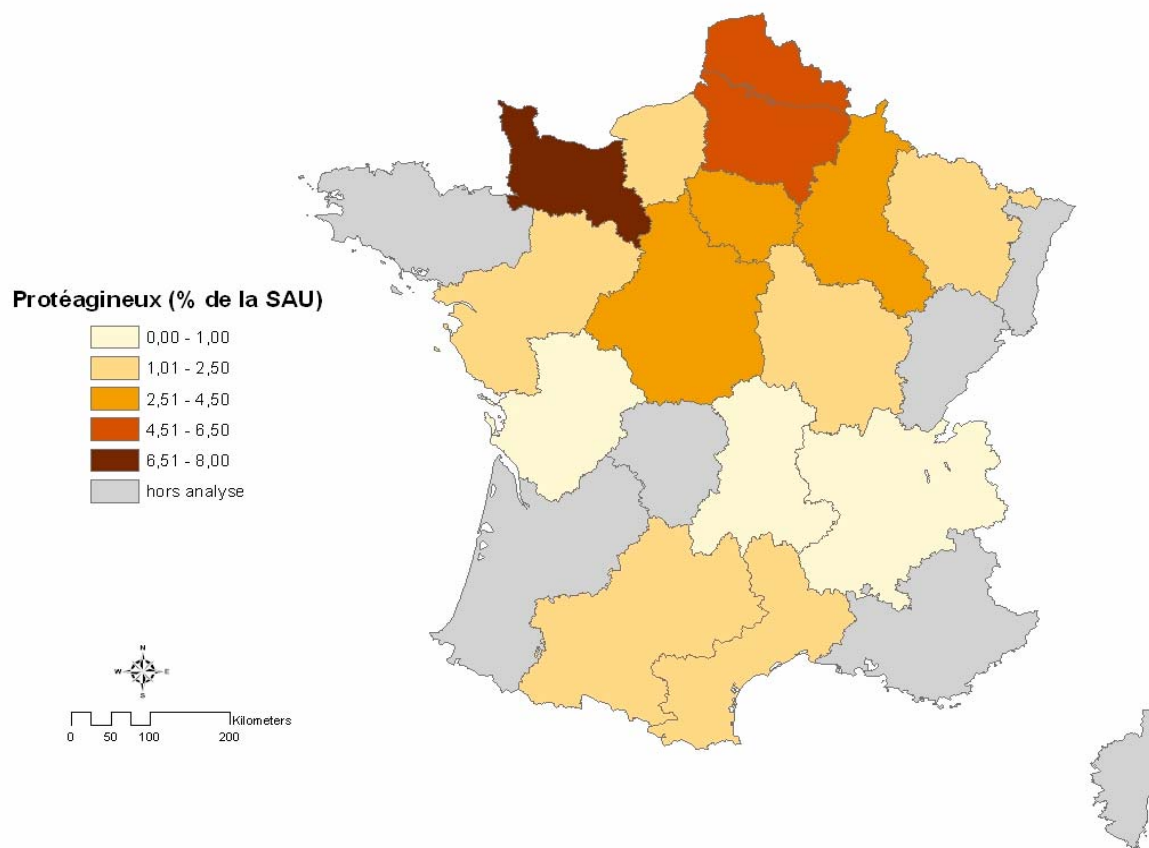 Protéagineux (% de la SAU)
0,00 - 1,00
1,01 - 2,50
2,51 - 4,50
4,51 - 6,50
6,51 - 8,00
hors analyse
N
W E
S
Kilometers
0 50 100 200